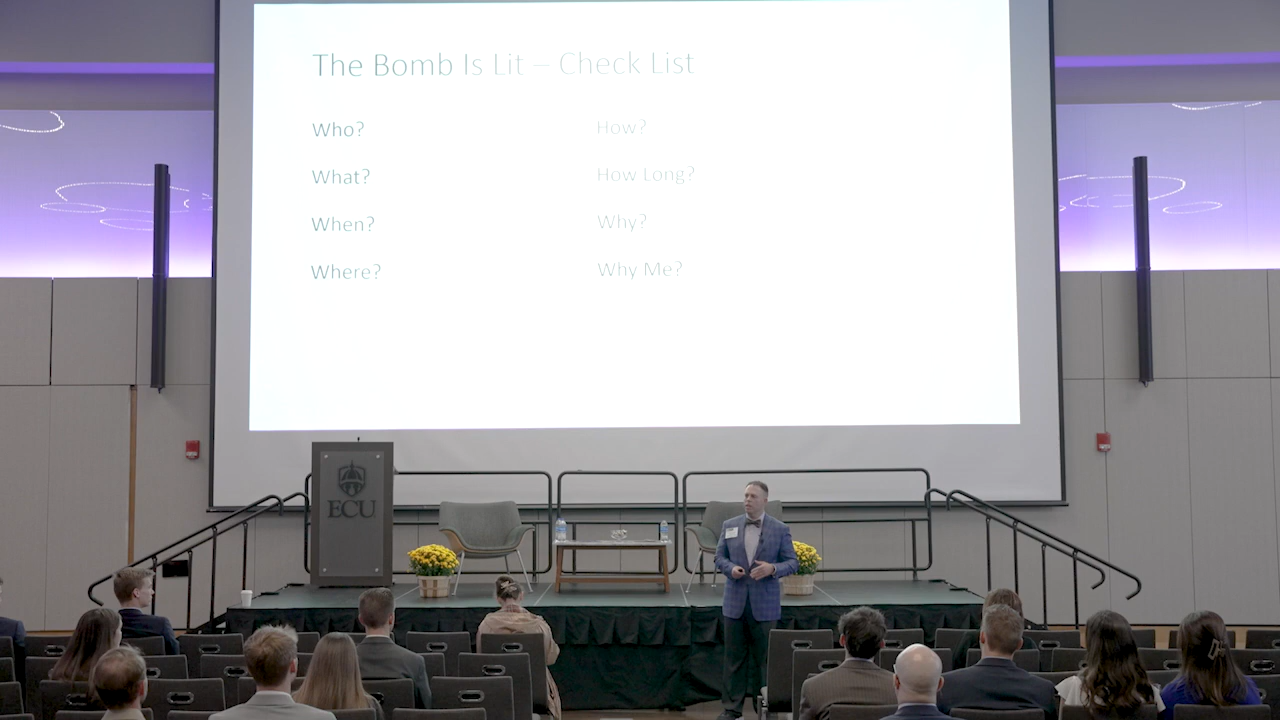 The Bomb Is Lit – Check List
Who?
What?
When?
Where?
How?
How Long?
Why?
Why Me?
ECU